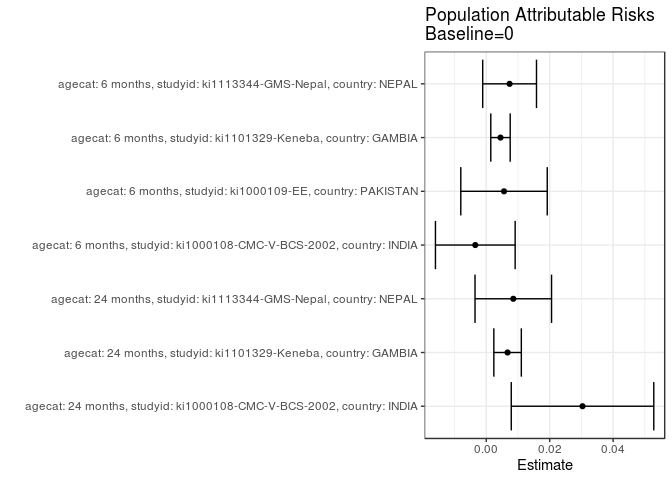 Population Attributable Risks
Baseline=0
agecat: 6 months, studyid: ki1113344-GMS-Nepal, country: NEPAL
agecat: 6 months, studyid: ki1101329-Keneba, country: GAMBIA
agecat: 6 months, studyid: ki1000109-EE, country: PAKISTAN
agecat: 6 months, studyid: ki1000108-CMC-V-BCS-2002, country: INDIA
agecat: 24 months, studyid: ki1113344-GMS-Nepal, country: NEPAL
agecat: 24 months, studyid: ki1101329-Keneba, country: GAMBIA
agecat: 24 months, studyid: ki1000108-CMC-V-BCS-2002, country: INDIA
0.00 0.02 0.04
Estimate